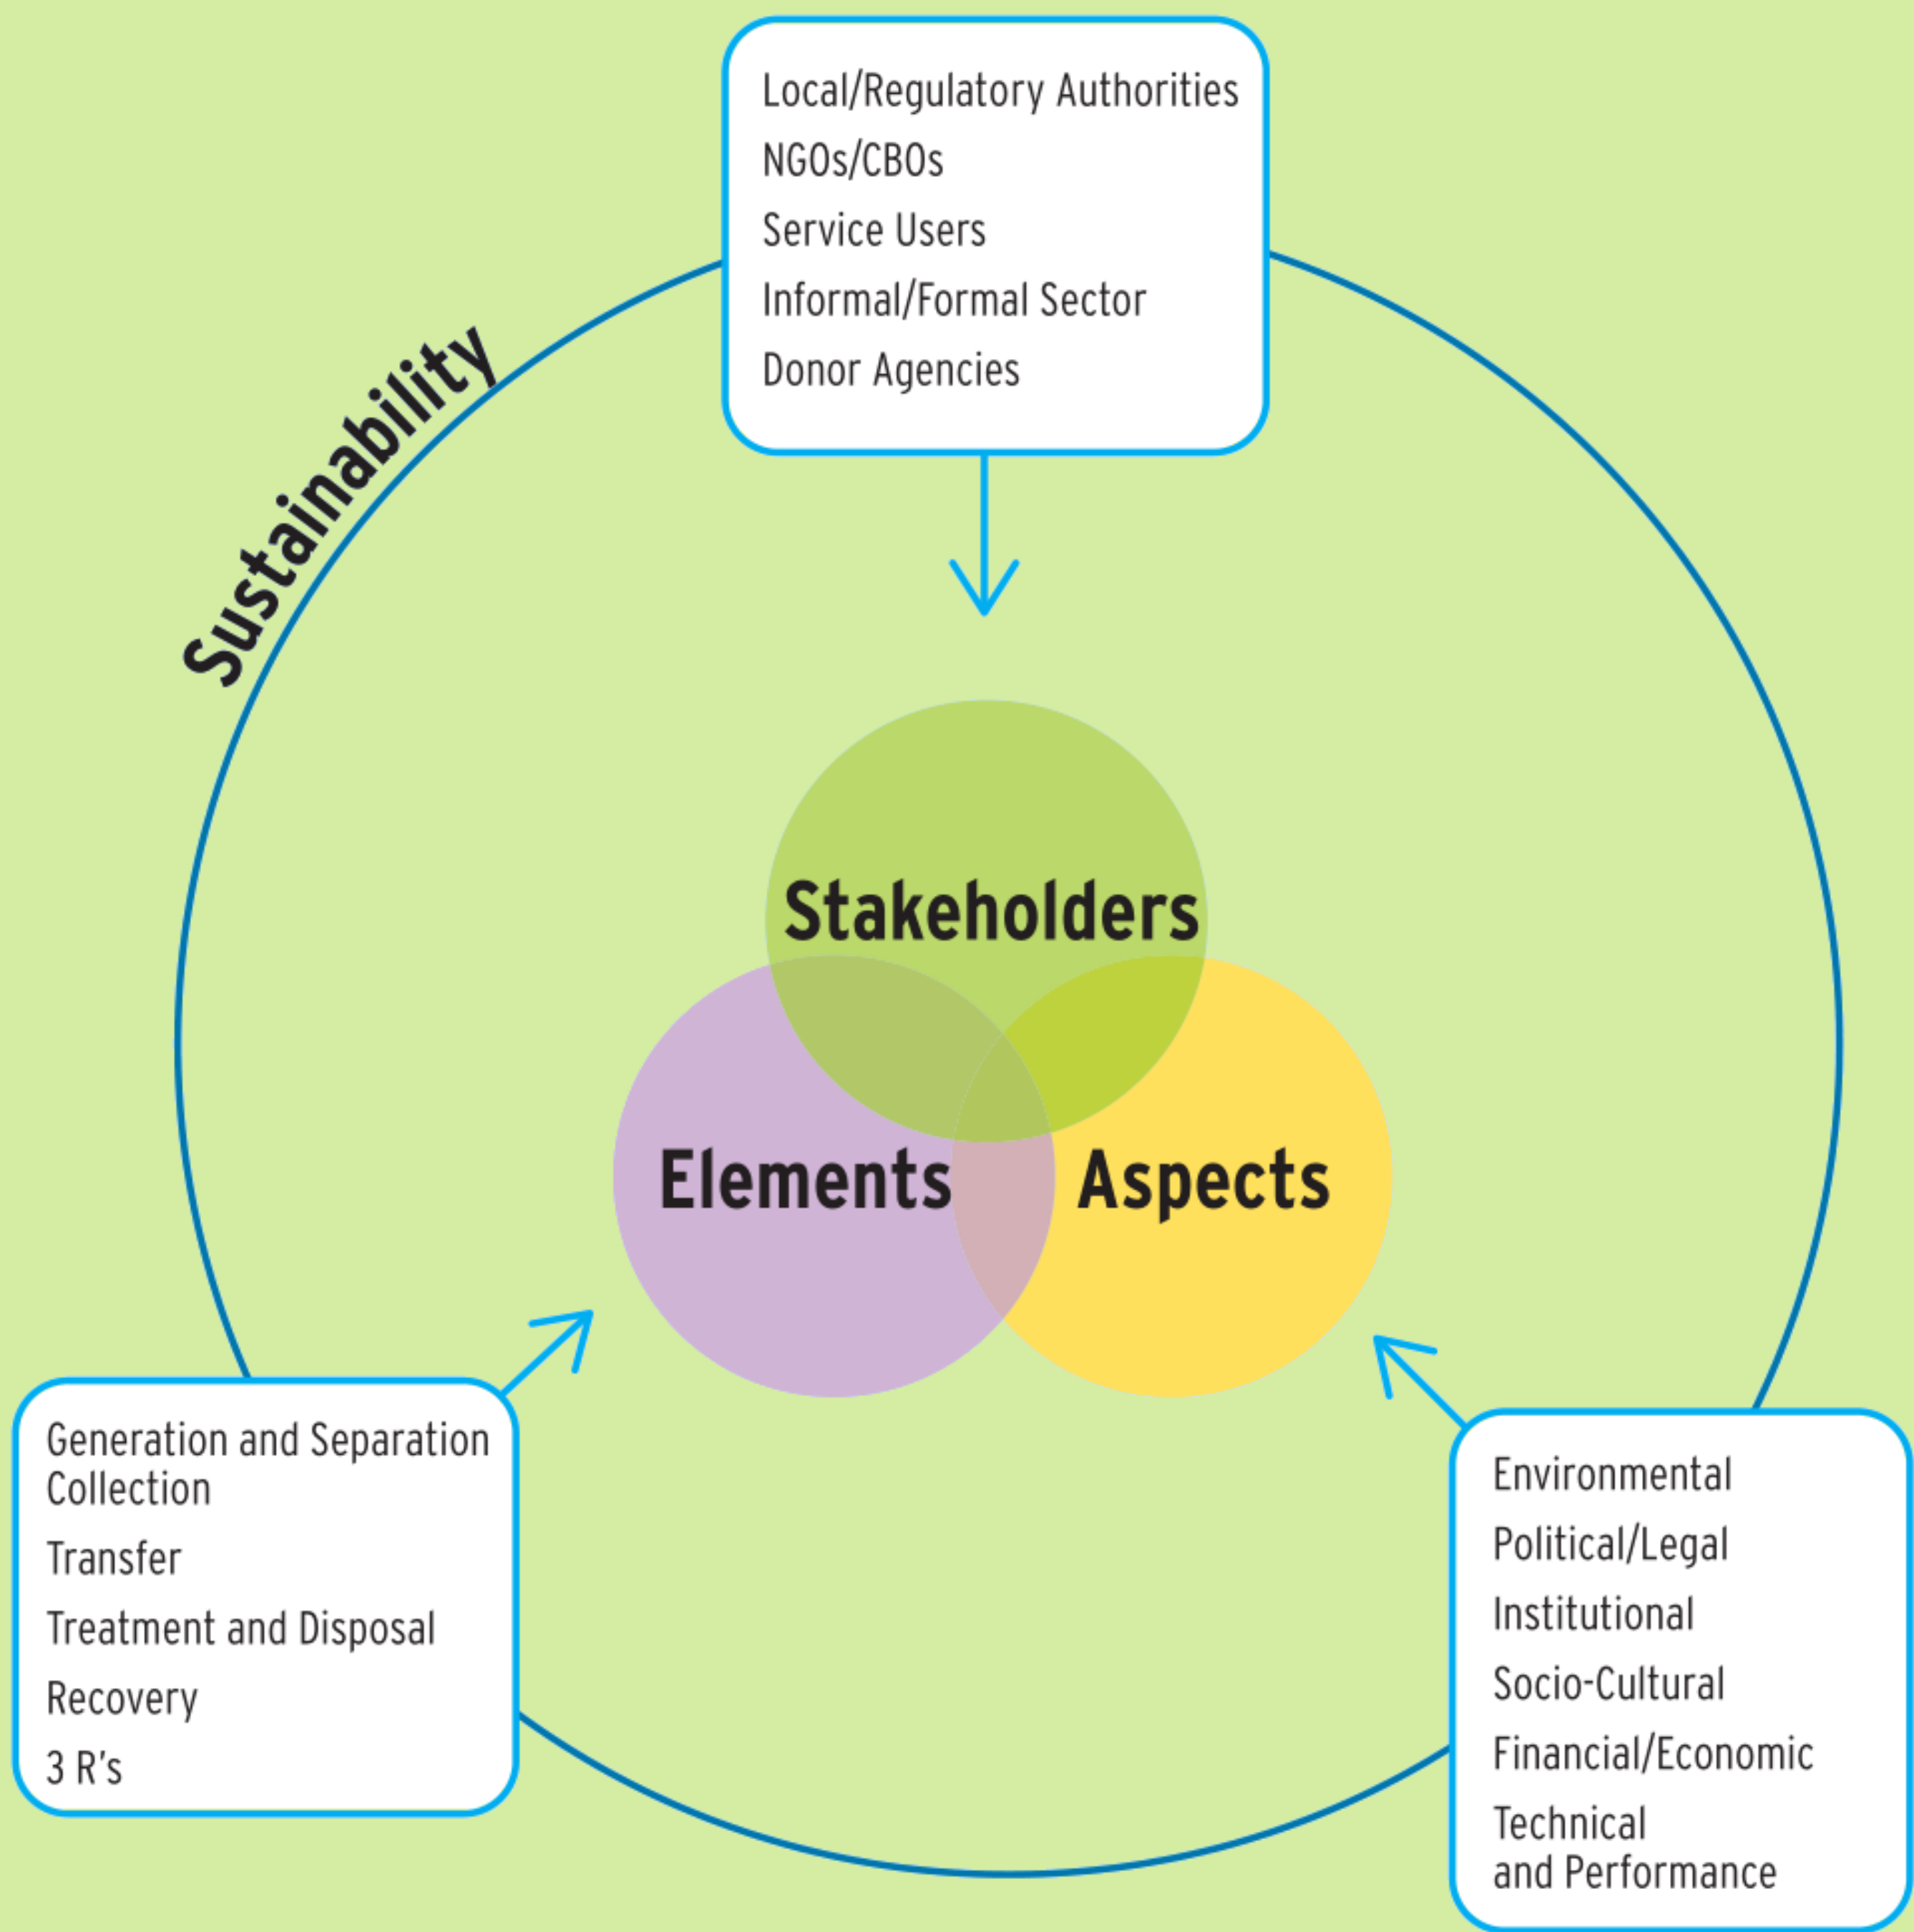 Local/Regulatory Authorities
NGOs/CBOs
Service Users
Informal/Formal Sector
Donor Agencies
Sustainability
Stakeholders
Elements
Aspects
Generation and Separation
Collection
Transfer
Treatment and Disposal
Recovery
3 R's
Environmental
Political/Legal
Institutional
Socio-Cultural
Financial/Economic
Technical
and Performance